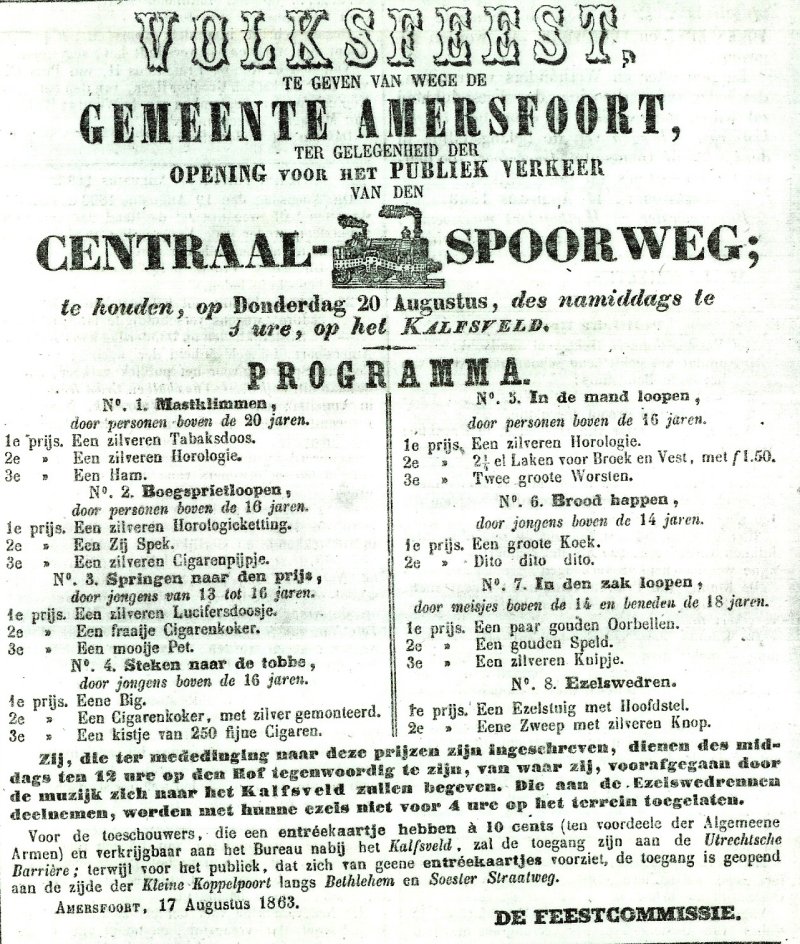 VOLKSFEEST,
TE GEVEN VAN WEGE DE
GEMEENTE AMERSFOORT,
TER GELEGENHEID DER
OPENING VOOR HET PUBLIEK VERKEER
VAN DEN
CENTRAAL-SPOORWEG;
te houden, op Donderdag 20 Augustus, des namiddags te
ure, op het KALFSVELD.
PROGRAMMA.
No. 1. Mastklimmen,
door personen boven de 20 jaren.
1e prijs. Een zilveren Tabaksdoos.
2e » Een zilveren Horologie.
3e » Een Ham.
No. 2. Boegsprietloopen,
door personen boven de 16 jaren.
1e prijs. Een zilveren Horologieketting.
2e » Een Zij Spek.
3e » Een zilveren Cigarenpijpje.
No. 3. Springen naar den prijs,
door jongens van 13 tot 16 jaren.
1e prijs. Een zilveren Lucifersdoosje.
2e » Een fraaije Cigarenkoker.
3e » Een mooije Pet.
No. 4. Steken naar de tobbe,
door jongens boven de 16 jaren.
1e prijs. Eene Big.
2e » Een Cigarenkoker, met zilver gemonteerd.
3e » Een kistje van 250 fijne Cigaren.
No. 5. In de mand loopen,
door personen boven de 16 jaren.
1e prijs. Een zilveren Horologie.
2e » 2½ el Laken voor Broek en Vest, met f 1.50.
3e » Twee groote Worsten.
No. 6. Brood happen,
door jongens boven de 14 jaren.
1e prijs. Een groote Koek.
2e » Dito dito dito.
No. 7. In den zak loopen,
door meisjes boven de 14 en beneden de 18 jaren.
1e prijs. Een paar gouden Oorbellen.
2e » Een gouden Speld.
3e » Een zilveren Knipje.
No. 8. Ezelswedren.
1e prijs. Een Ezelstuig met Hoofdstel.
2e » Eene Zweep met zilveren Knop.
Zij, die ter mededinging naar deze prijzen zijn ingeschreven, dienen des mid-
dags ten 12 ure op den Hof tegenwoordig te zijn, van waar zij, voorafgegaan door
de muzijk zich naar het Kalfsveld zullen begeven. Die aan de Ezelswedrennen
deelnemen, worden met hunne ezels niet voor 4 ure op het terrein toegelaten.
Voor de toeschouwers, die een entréekaartje hebben à 10 cents (ten voordeele der Algemeene
Armen) en verkrijgbaar aan het Bureau nabij het Kalfsveld, zal de toegang zijn aan de Utrechtsche
Barrière; terwijl voor het publiek, dat zich van geene entréekaartjes voorziet, de toegang is geopend
aan de zijde der Kleine Koppelpoort langs Bethlehem en Soester Straatweg.
AMERSFOORT, 17 Augustus 1863.
DE FEESTCOMMISSIE.